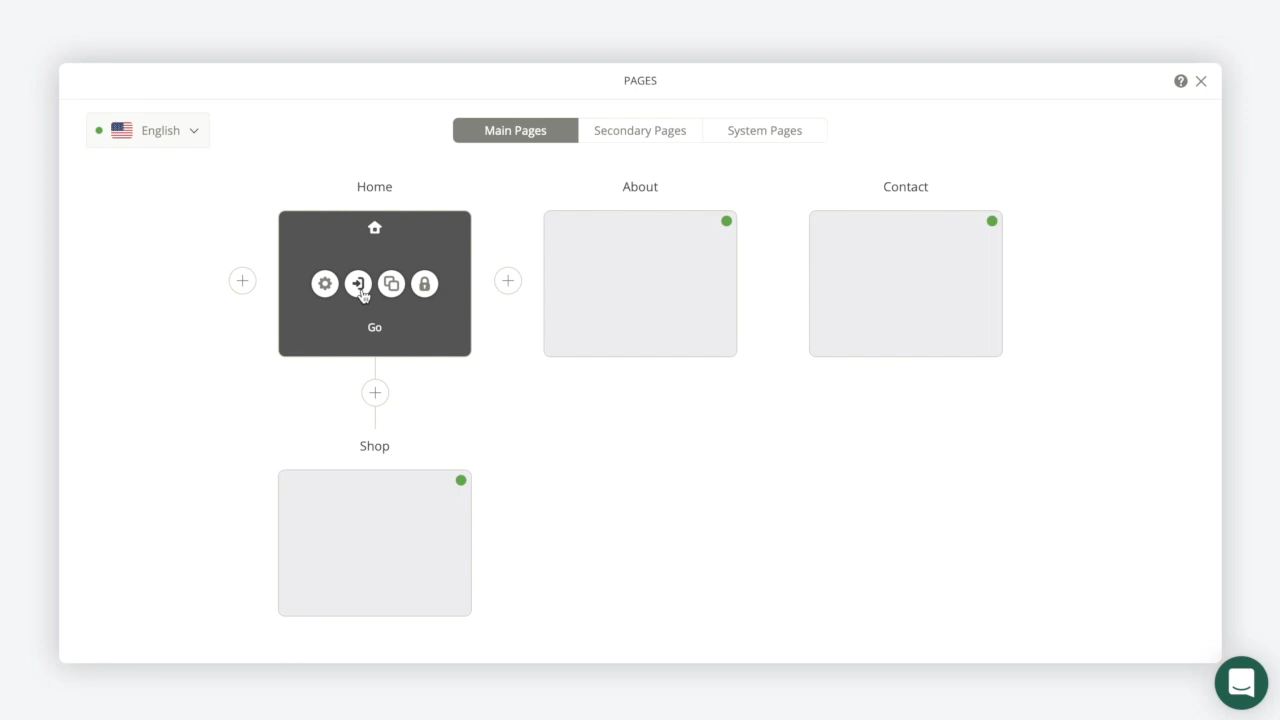 PAGES
English
Main Pages
Secondary Pages
System Pages
Home
About
Contact
Go
Shop